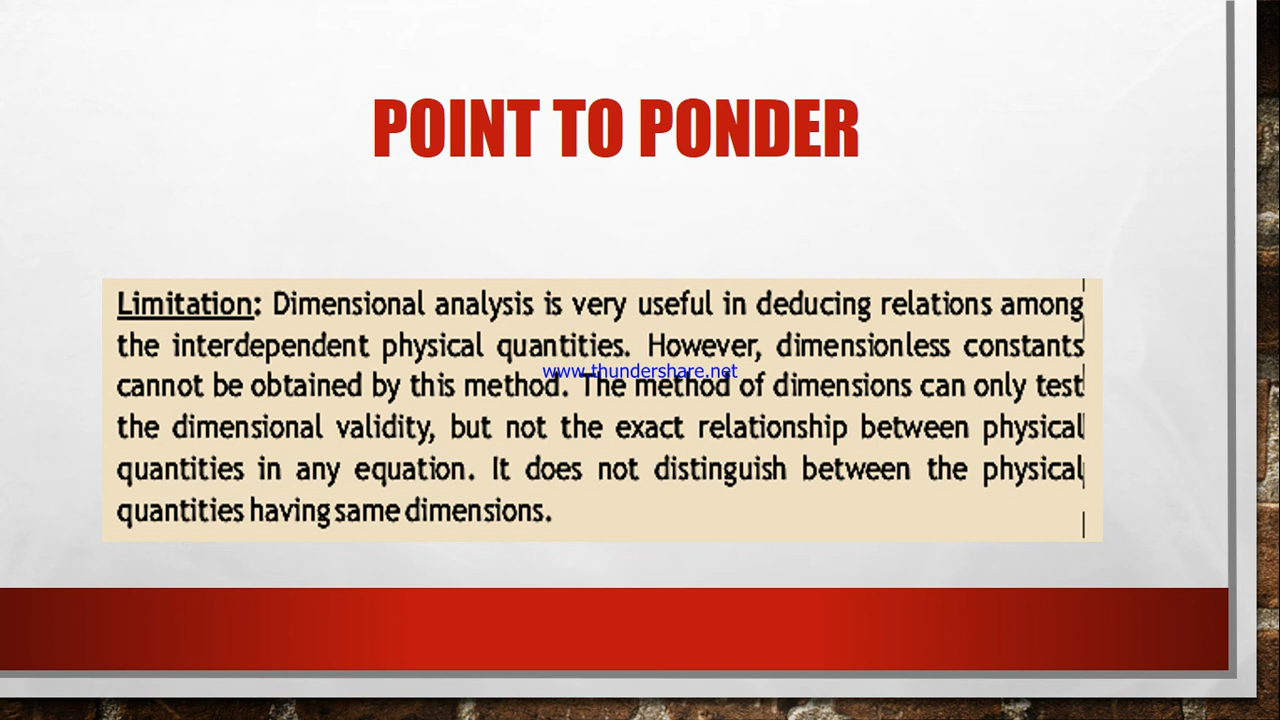 POINT TO PONDER
Limitation: Dimensional analysis is very useful in deducing relations among
the interdependent physical quantities. However, dimensionless constants
www.thundershare.net
cannot be obtained by this method. The method of dimensions can only test
the dimensional validity, but not the exact relationship between physical
quantities in any equation. It does not distinguish between the physical
quantities having same dimensions.